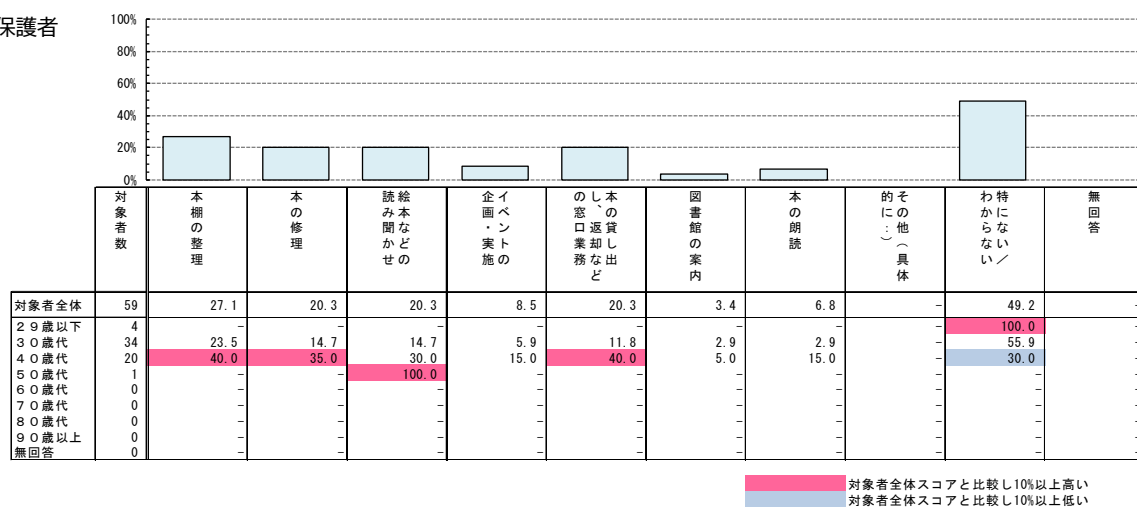 保護者
100%
80%
60%
40%
20%
0%
対象者数
本棚の整理
本の修理
絵本などの読み聞かせ
イベントの企画・実施
本の貸し出し、返却などの窓口業務
図書館の案内
本の朗読
その他（具体的に：）
特にない／わからない
無回答
対象者全体 59 27.1 20.3 20.3 8.5 20.3 3.4 6.8 － 49.2 －
２９歳以下 4 － － － － － － － － 100.0 －
３０歳代 34 23.5 14.7 14.7 5.9 11.8 2.9 2.9 － 55.9 －
４０歳代 20 40.0 35.0 30.0 15.0 40.0 5.0 15.0 － 30.0 －
５０歳代 1 － － 100.0 － － － － － － －
６０歳代 0 － － － － － － － － － －
７０歳代 0 － － － － － － － － － －
８０歳代 0 － － － － － － － － － －
９０歳以上 0 － － － － － － － － － －
無回答 0 － － － － － － － － － －
対象者全体スコアと比較し10%以上高い
対象者全体スコアと比較し10%以上低い